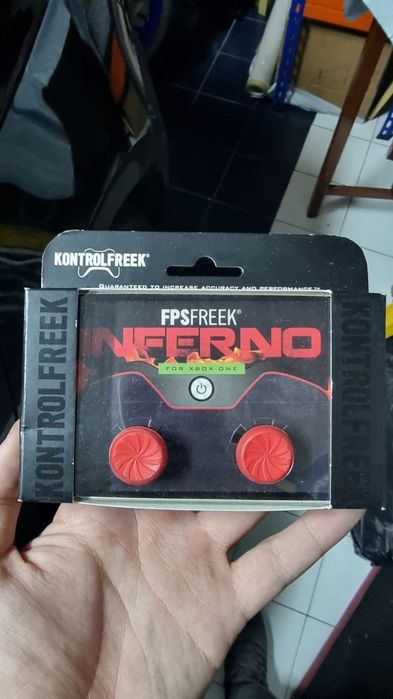 KONTROLFREEK®
GUARANTEED TO INCREASE ACCURACY AND PERFORMANCE™
FPSFREEK®
INFERNO
FOR XBOX ONE
KONTROLFREEK
KONTROLFREEK